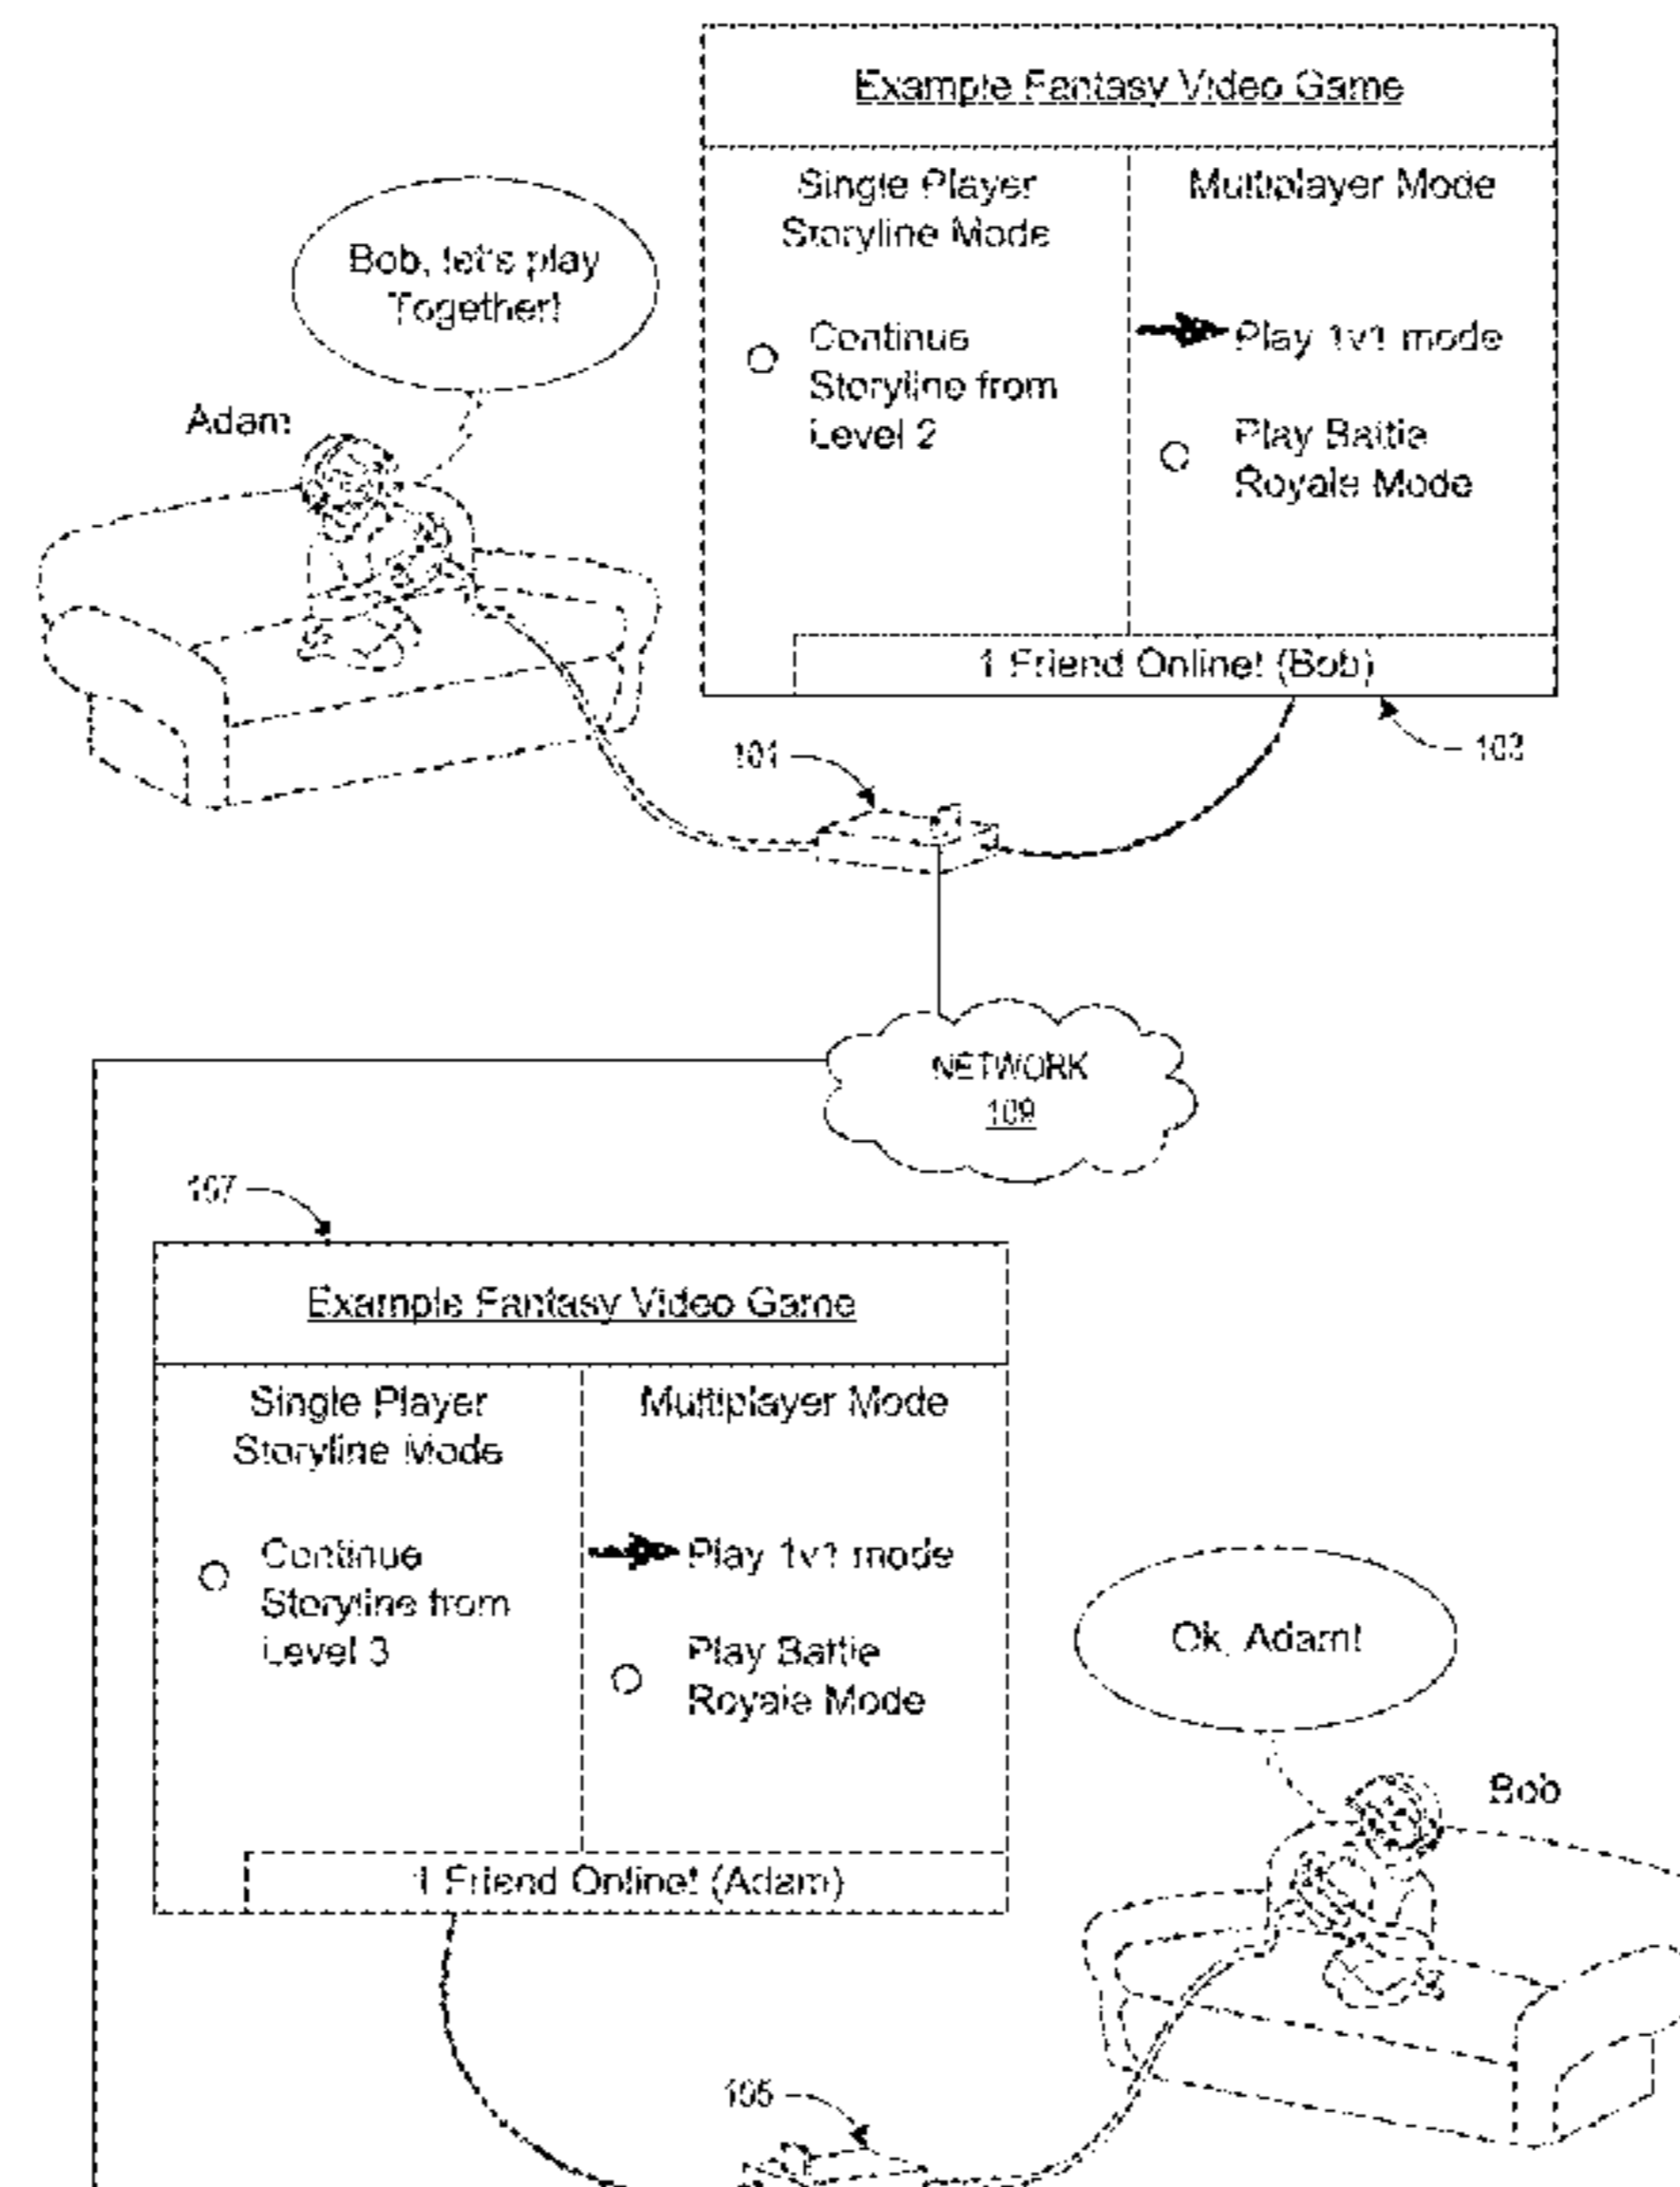 Example Fantasy Video Game
Single Player
Storyline Mode
Multiplayer Mode
Bob, let's play
Together!
Continue
Storyline from
Level 2
Play 1v1 mode
Play Battle
Royale Mode
Adam
1 Friend Online! (Bob)
101
103
NETWORK
109
107
Example Fantasy Video Game
Single Player
Storyline Mode
Multiplayer Mode
Continue
Storyline from
Level 3
Play 1v1 mode
Play Battle
Royale Mode
Ok, Adam!
Bob
1 Friend Online! (Adam)
105